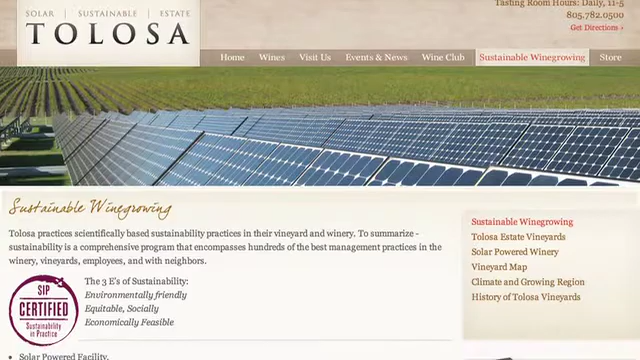 Tasting Room Hours: Daily, 11-5
SOLAR | SUSTAINABLE | ESTATE
TOLOSA
805.782.0500
Get Directions ›
Home Wines Visit Us Events & News Wine Club Sustainable Winegrowing Store
Sustainable Winegrowing
Tolosa practices scientifically based sustainability practices in their vineyard and winery. To summarize -
sustainability is a comprehensive program that encompasses hundreds of the best management practices in the
winery, vineyards, employees, and with neighbors.
SIP
CERTIFIED
Sustainability
in Practice
The 3 E's of Sustainability:
Environmentally friendly
Equitable, Socially
Economically Feasible
• Solar Powered Facility.
Sustainable Winegrowing
Tolosa Estate Vineyards
Solar Powered Winery
Vineyard Map
Climate and Growing Region
History of Tolosa Vineyards